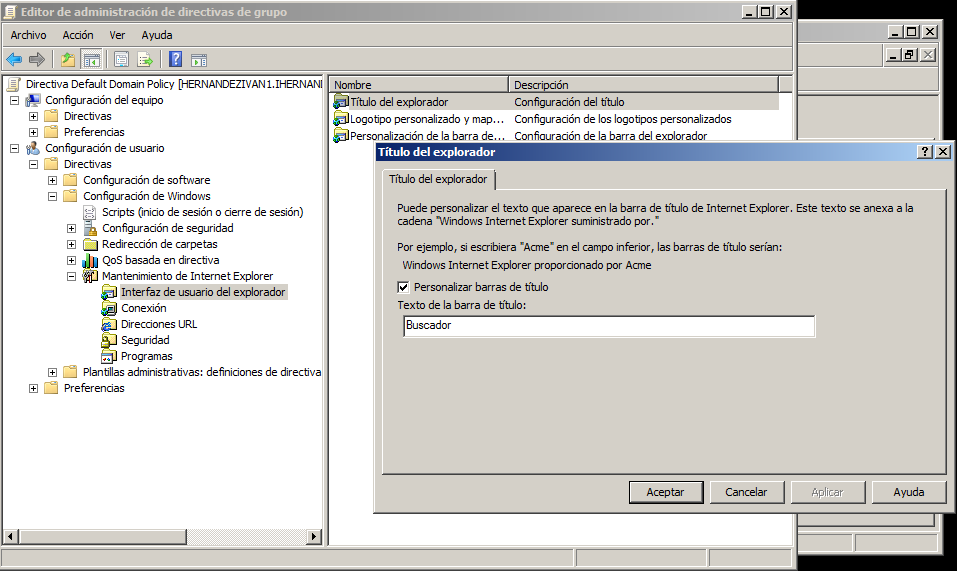 Editor de administración de directivas de grupo
Archivo Acción Ver Ayuda
Directiva Default Domain Policy [HERNANDEZIVAN1.IHERNANI
Configuración del equipo
Directivas
Preferencias
Configuración de usuario
Directivas
Configuración de software
Configuración de Windows
Scripts (inicio de sesión o cierre de sesión)
Configuración de seguridad
Redirección de carpetas
QoS basada en directiva
Mantenimiento de Internet Explorer
Interfaz de usuario del explorador
Conexión
Direcciones URL
Seguridad
Programas
Plantillas administrativas: definiciones de directiva
Preferencias
Nombre Descripción
Título del explorador Configuración del título
Logotipo personalizado y map... Configuración de los logotipos personalizados
Personalización de la barra de... Configuración de la barra del explorador
Título del explorador
Título del explorador
Puede personalizar el texto que aparece en la barra de título de Internet Explorer. Este texto se anexa a la
cadena "Windows Internet Explorer suministrado por."
Por ejemplo, si escribiera "Acme" en el campo inferior, las barras de título serían:
Windows Internet Explorer proporcionado por Acme
Personalizar barras de título
Texto de la barra de título:
Buscador
Aceptar Cancelar Aplicar Ayuda